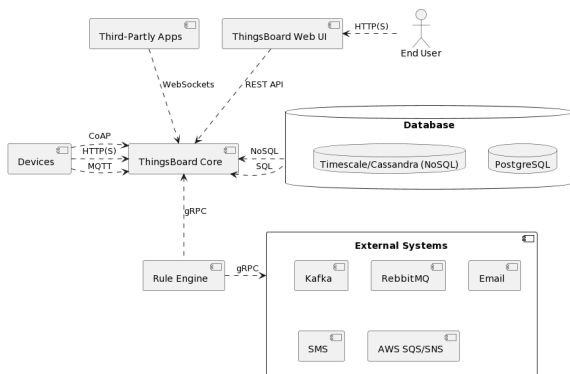 HTTP(S)
Third-Partly Apps
ThingsBoard Web UI
End User
WebSockets
REST API
Database
CoAP
HTTP(S)
MQTT
Devices
ThingsBoard Core
NoSQL
SQL
Timescale/Cassandra (NoSQL)
PostgreSQL
gRPC
External Systems
Rule Engine
gRPC
Kafka
RebbitMQ
Email
SMS
AWS SQS/SNS